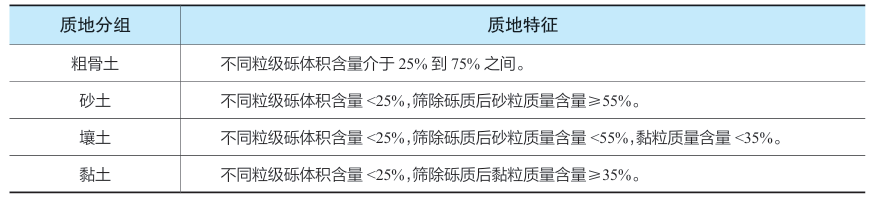 质地分组 质地特征
粗骨土 不同粒级砾体积含量介于 25% 到 75% 之间。
砂土 不同粒级砾体积含量 <25%,筛除砾质后砂粒质量含量≥55%。
壤土 不同粒级砾体积含量 <25%,筛除砾质后砂粒质量含量 <55%,黏粒质量含量 <35%。
黏土 不同粒级砾体积含量 <25%,筛除砾质后黏粒质量含量≥35%。